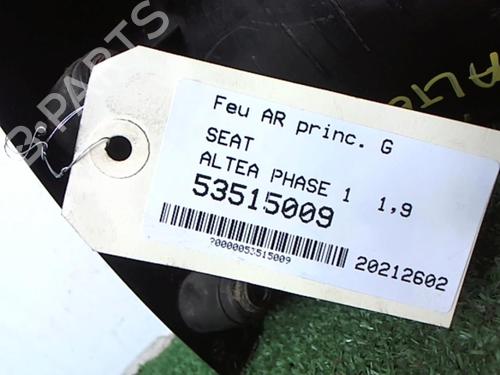 Feu AR princ. G
SEAT
ALTEA PHASE 1 1,9
53515009
?0000053515009
20212602
B-PARTS